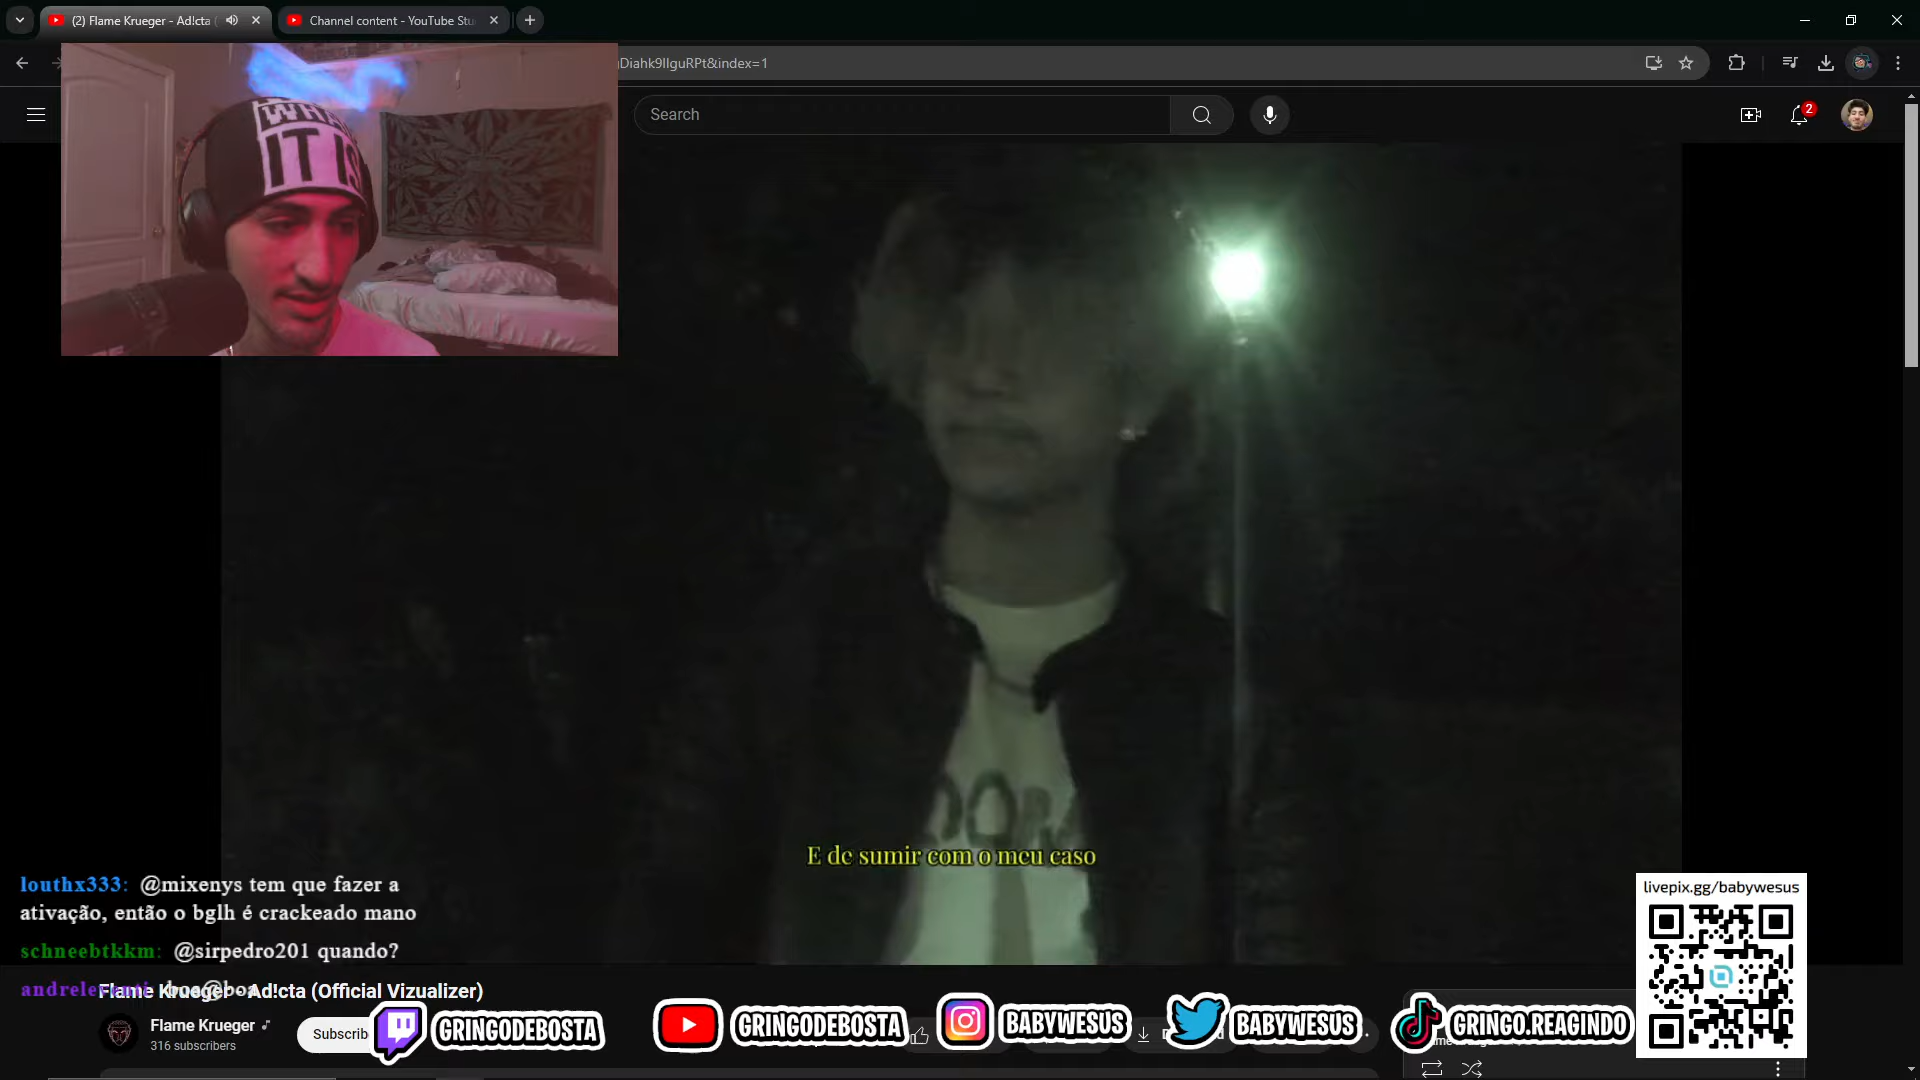 (2) Flame Krueger - Ad!cta (
Channel content - YouTube Stu
Diahk9IlguRPt&index=1
Search
2
WHAT
IT IS
E de sumir com o meu caso
louthx333: @mixenys tem que fazer a
ativação, então o bglh é crackeado mano
schneebtkkm: @sirpedro201 quando?
Flame Krueger - Ad!cta (Official Vizualizer)
Flame Krueger
316 subscribers
Subscrib
GRINGODEBOSTA
GRINGODEBOSTA
BABYWESUS
BABYWESUS
GRINGO.REAGINDO
livepix.gg/babywesus